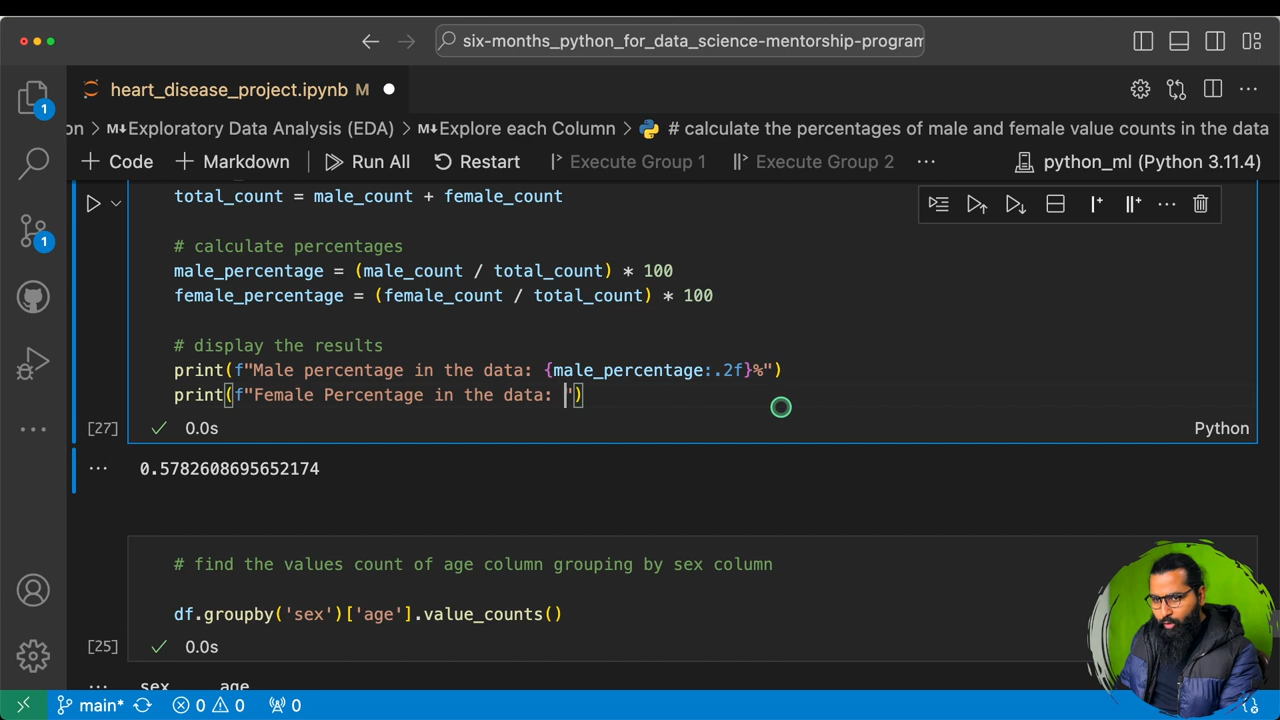 six-months_python_for_data_science-mentorship-program
heart_disease_project.ipynb M
on > M↓Exploratory Data Analysis (EDA) > M↓Explore each Column > # calculate the percentages of male and female value counts in the data
+ Code + Markdown Run All Restart Execute Group 1 Execute Group 2 ... python_ml (Python 3.11.4)
total_count = male_count + female_count
# calculate percentages
male_percentage = (male_count / total_count) * 100
female_percentage = (female_count / total_count) * 100
# display the results
print(f"Male percentage in the data: {male_percentage:.2f}%")
print(f"Female Percentage in the data: ")
[27] 0.0s Python
0.5782608695652174
# find the values count of age column grouping by sex column
df.groupby('sex')['age'].value_counts()
[25] 0.0s
sex age
main* 0 0 0
1
1